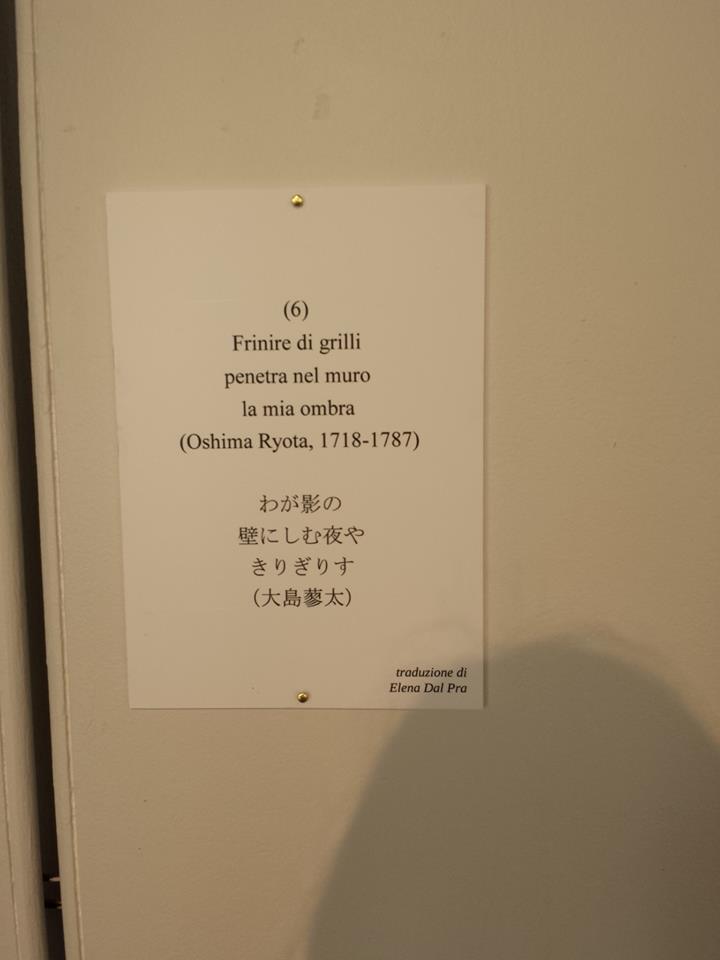 (6)
Frinire di grilli
penetra nel muro
la mia ombra
(Oshima Ryota, 1718-1787)
わが影の
壁にしむ夜や
きりぎりす
（大島蓼太）
traduzione di
Elena Dal Pra